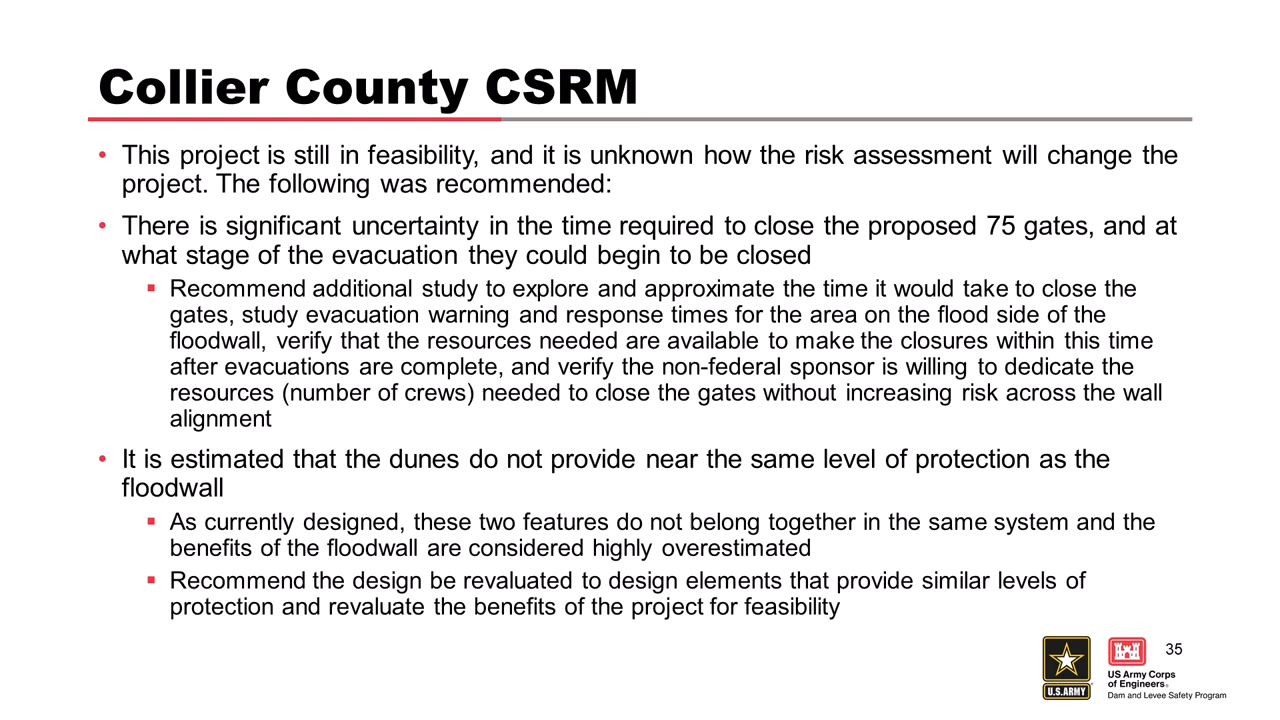 Collier County CSRM
• This project is still in feasibility, and it is unknown how the risk assessment will change the
project. The following was recommended:
• There is significant uncertainty in the time required to close the proposed 75 gates, and at
what stage of the evacuation they could begin to be closed
▪ Recommend additional study to explore and approximate the time it would take to close the
gates, study evacuation warning and response times for the area on the flood side of the
floodwall, verify that the resources needed are available to make the closures within this time
after evacuations are complete, and verify the non-federal sponsor is willing to dedicate the
resources (number of crews) needed to close the gates without increasing risk across the wall
alignment
• It is estimated that the dunes do not provide near the same level of protection as the
floodwall
▪ As currently designed, these two features do not belong together in the same system and the
benefits of the floodwall are considered highly overestimated
▪ Recommend the design be revaluated to design elements that provide similar levels of
protection and revaluate the benefits of the project for feasibility
35
U.S.ARMY
US Army Corps
of Engineers®
Dam and Levee Safety Program